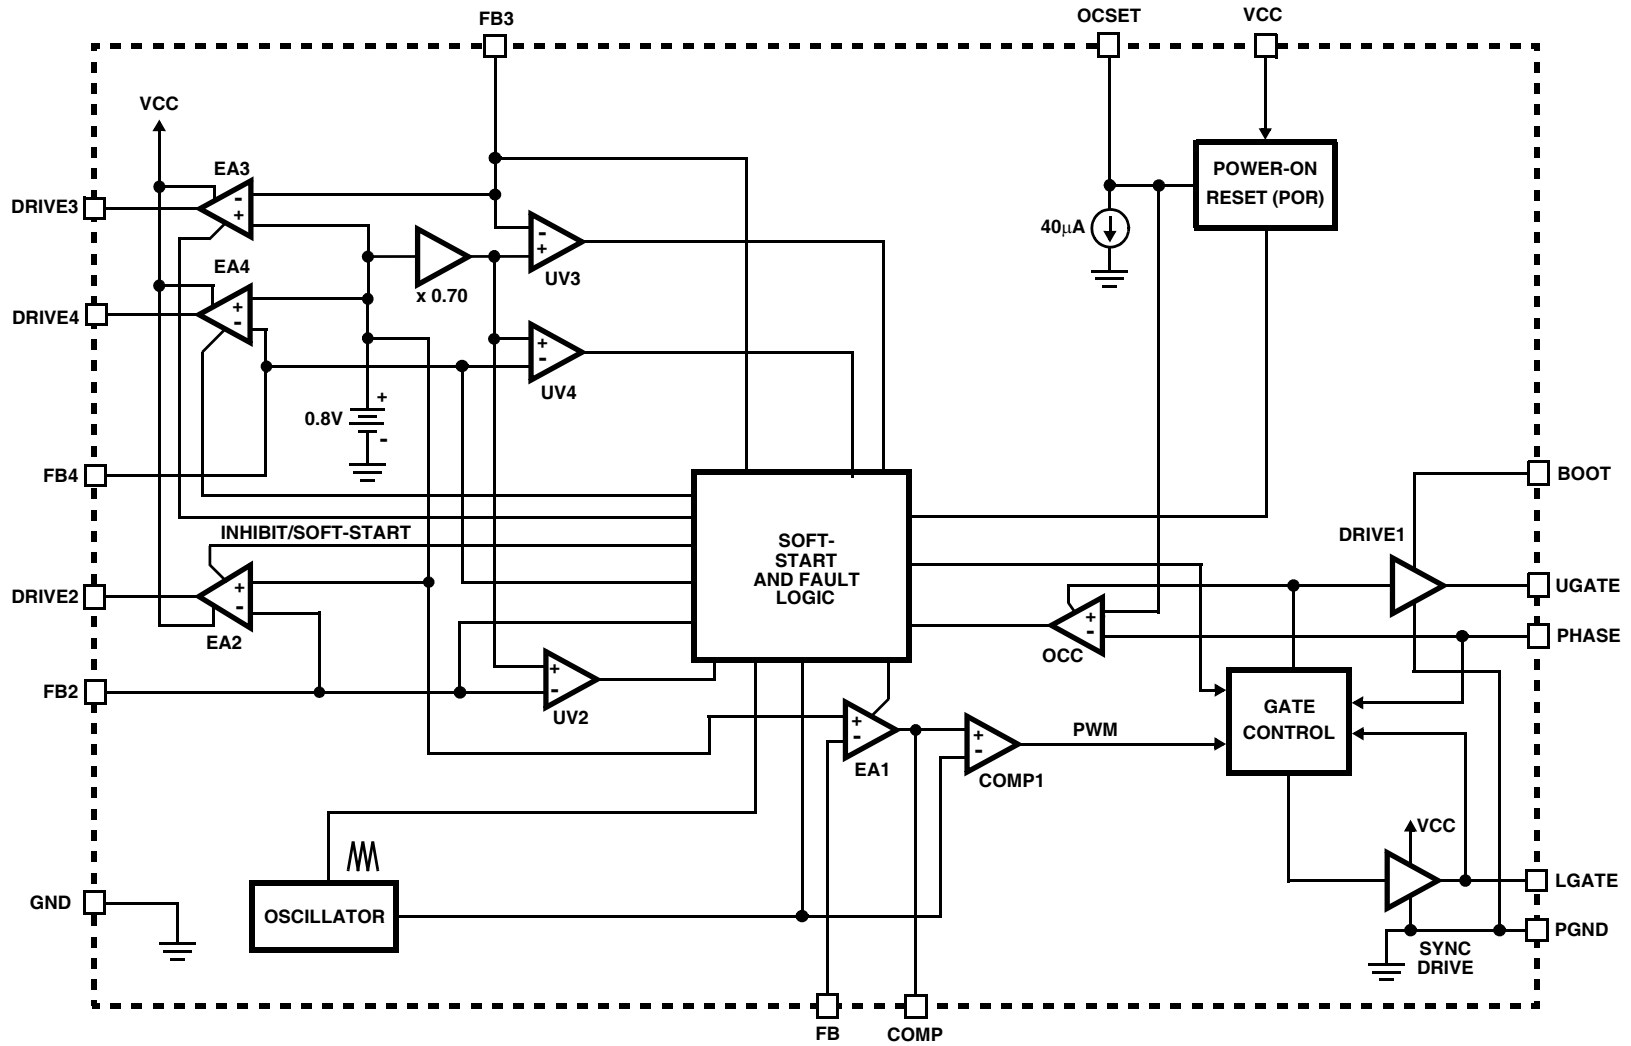 FB3
OCSET
VCC
VCC
EA3
-
+
DRIVE3
POWER-ON
RESET (POR)
40µA
-
+
UV3
x 0.70
EA4
+
-
DRIVE4
+
-
UV4
0.8V
+
-
FB4
BOOT
INHIBIT/SOFT-START
SOFT-
START
AND FAULT
LOGIC
DRIVE1
UGATE
DRIVE2
+
-
EA2
+
-
OCC
PHASE
FB2
+
-
UV2
GATE
CONTROL
+
-
EA1
+
-
COMP1
PWM
VCC
LGATE
OSCILLATOR
GND
PGND
SYNC
DRIVE
FB
COMP